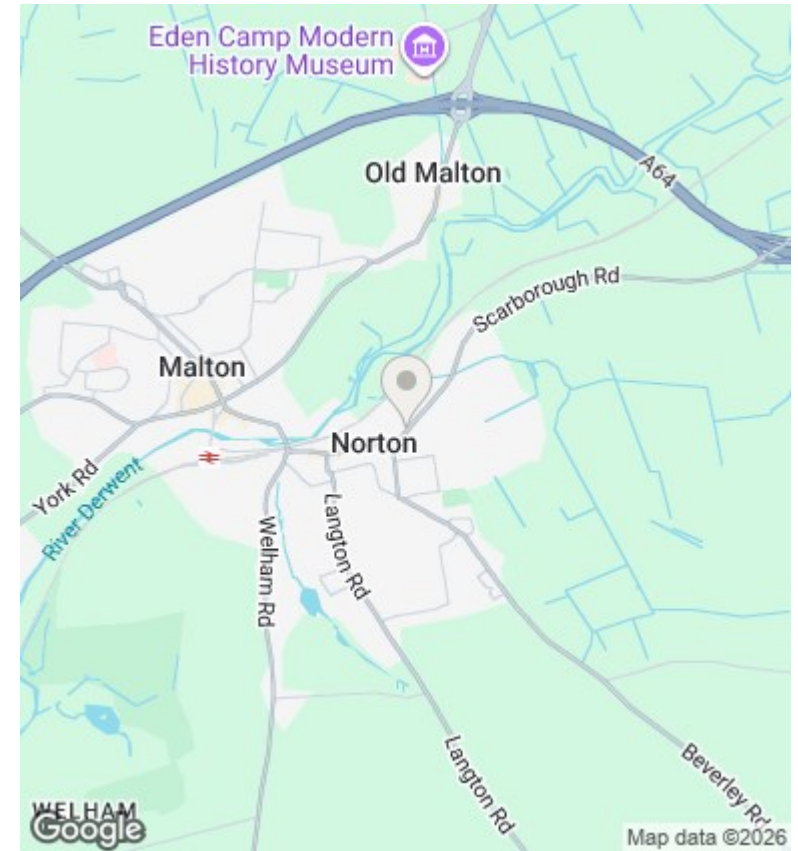 Eden Camp Modern
History Museum
Old Malton
A64
Scarborough Rd
Malton
Norton
York Rd
River Derwent
Welham Rd
Langton Rd
Langton Rd
Beverley Rd
WELHAM
Google
Map data ©2026